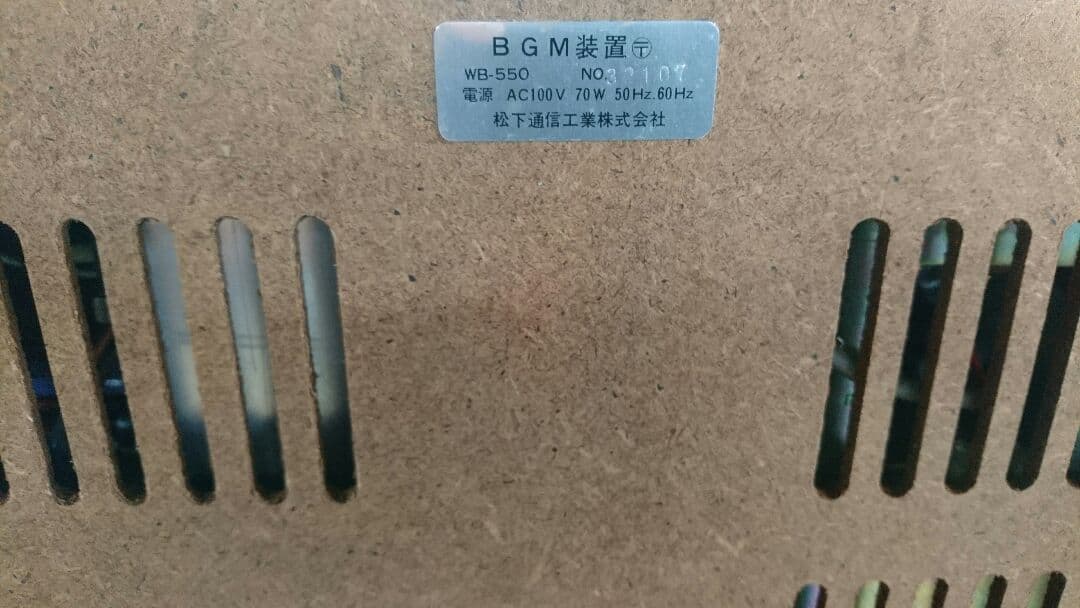 BGM装置〶
WB-550 NO.32107
電源 AC100V 70W 50Hz.60Hz
松下通信工業株式会社